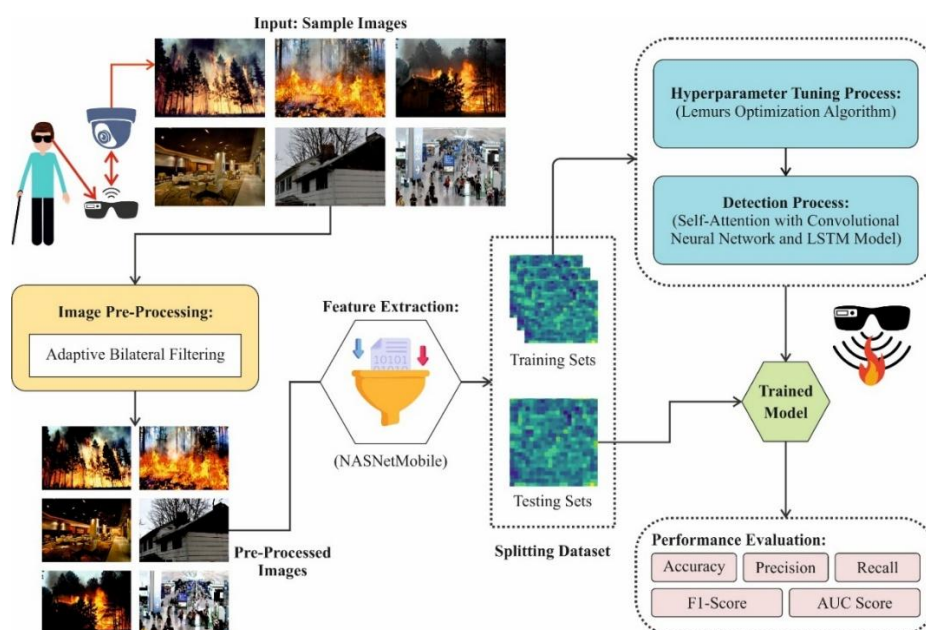 Input: Sample Images
Hyperparameter Tuning Process:
(Lemurs Optimization Algorithm)
Detection Process:
(Self-Attention with Convolutional
Neural Network and LSTM Model)
Image Pre-Processing:
Adaptive Bilateral Filtering
Feature Extraction:
10101
01010
(NASNetMobile)
Training Sets
Testing Sets
Splitting Dataset
Trained
Model
Pre-Processed
Images
Performance Evaluation:
Accuracy
Precision
Recall
F1-Score
AUC Score